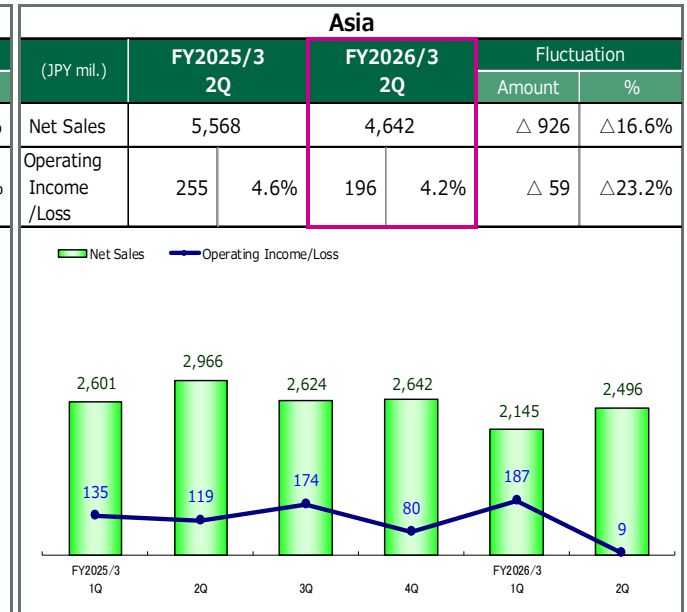 Asia
(JPY mil.)
FY2025/3
2Q
FY2026/3
2Q
Fluctuation
Amount
%
Net Sales
5,568
4,642
△ 926
△16.6%
Operating
Income
/Loss
255
4.6%
196
4.2%
△ 59
△23.2%
Net Sales
Operating Income/Loss
2,601
2,966
2,624
2,642
2,145
2,496
135
119
174
80
187
9
FY2025/3
1Q
2Q
3Q
4Q
FY2026/3
1Q
2Q